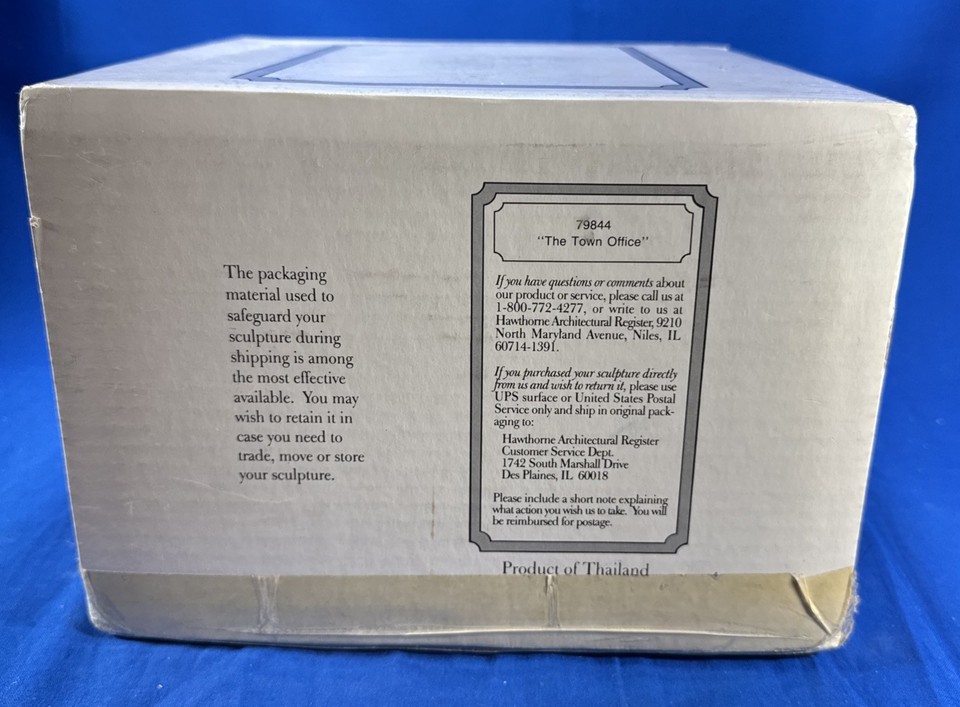 The packaging
material used to
safeguard your
sculpture during
shipping is among
the most effective
available. You may
wish to retain it in
case you need to
trade, move or store
your sculpture.
79844
"The Town Office"
If you have questions or comments about
our product or service, please call us at
1-800-772-4277, or write to us at
Hawthorne Architectural Register, 9210
North Maryland Avenue, Niles, IL
60714-1391.
If you purchased your sculpture directly
from us and wish to return it, please use
UPS surface or United States Postal
Service only and ship in original pack-
aging to:
Hawthorne Architectural Register
Customer Service Dept.
1742 South Marshall Drive
Des Plaines, IL 60018
Please include a short note explaining
what action you wish us to take. You will
be reimbursed for postage.
Product of Thailand